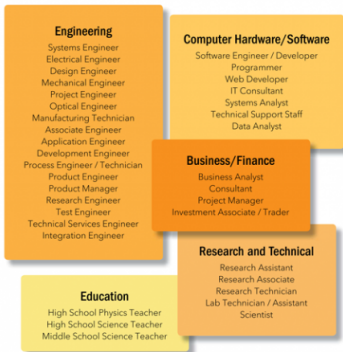 Engineering
Systems Engineer
Electrical Engineer
Design Engineer
Mechanical Engineer
Project Engineer
Optical Engineer
Manufacturing Technician
Associate Engineer
Application Engineer
Development Engineer
Process Engineer / Technician
Product Engineer
Product Manager
Research Engineer
Test Engineer
Technical Services Engineer
Integration Engineer
Computer Hardware/Software
Software Engineer / Developer
Programmer
Web Developer
IT Consultant
Systems Analyst
Technical Support Staff
Data Analyst
Business/Finance
Business Analyst
Consultant
Project Manager
Investment Associate / Trader
Research and Technical
Research Assistant
Research Associate
Research Technician
Lab Technician / Assistant
Scientist
Education
High School Physics Teacher
High School Science Teacher
Middle School Science Teacher